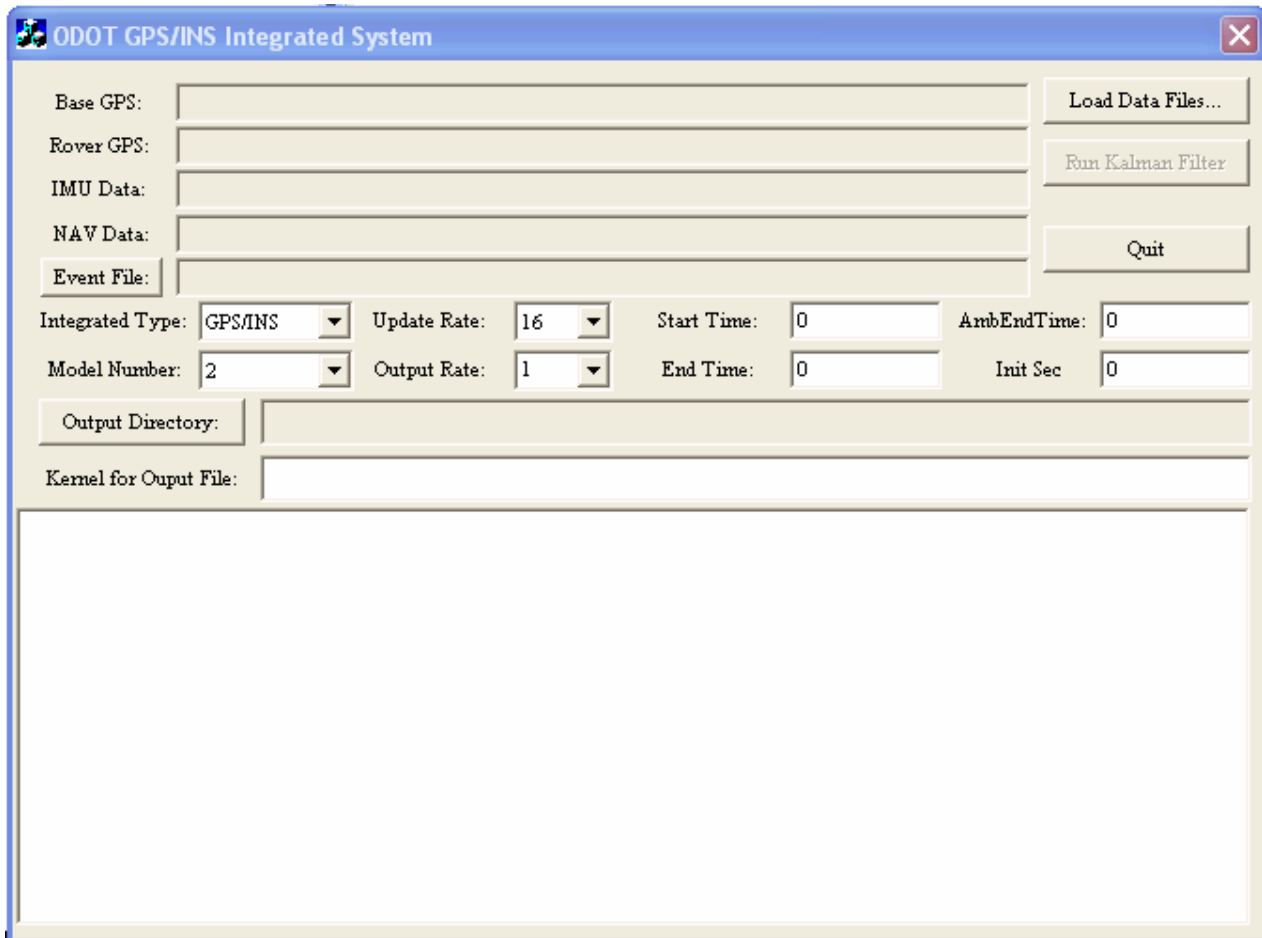 ODOT GPS/INS Integrated System
Base GPS:
Load Data Files...
Rover GPS:
Run Kalman Filter
IMU Data:
NAV Data:
Quit
Event File:
Integrated Type: GPS/INS Update Rate: 16 Start Time: 0 AmbEndTime: 0
Model Number: 2 Output Rate: 1 End Time: 0 Init Sec 0
Output Directory:
Kernel for Ouput File: